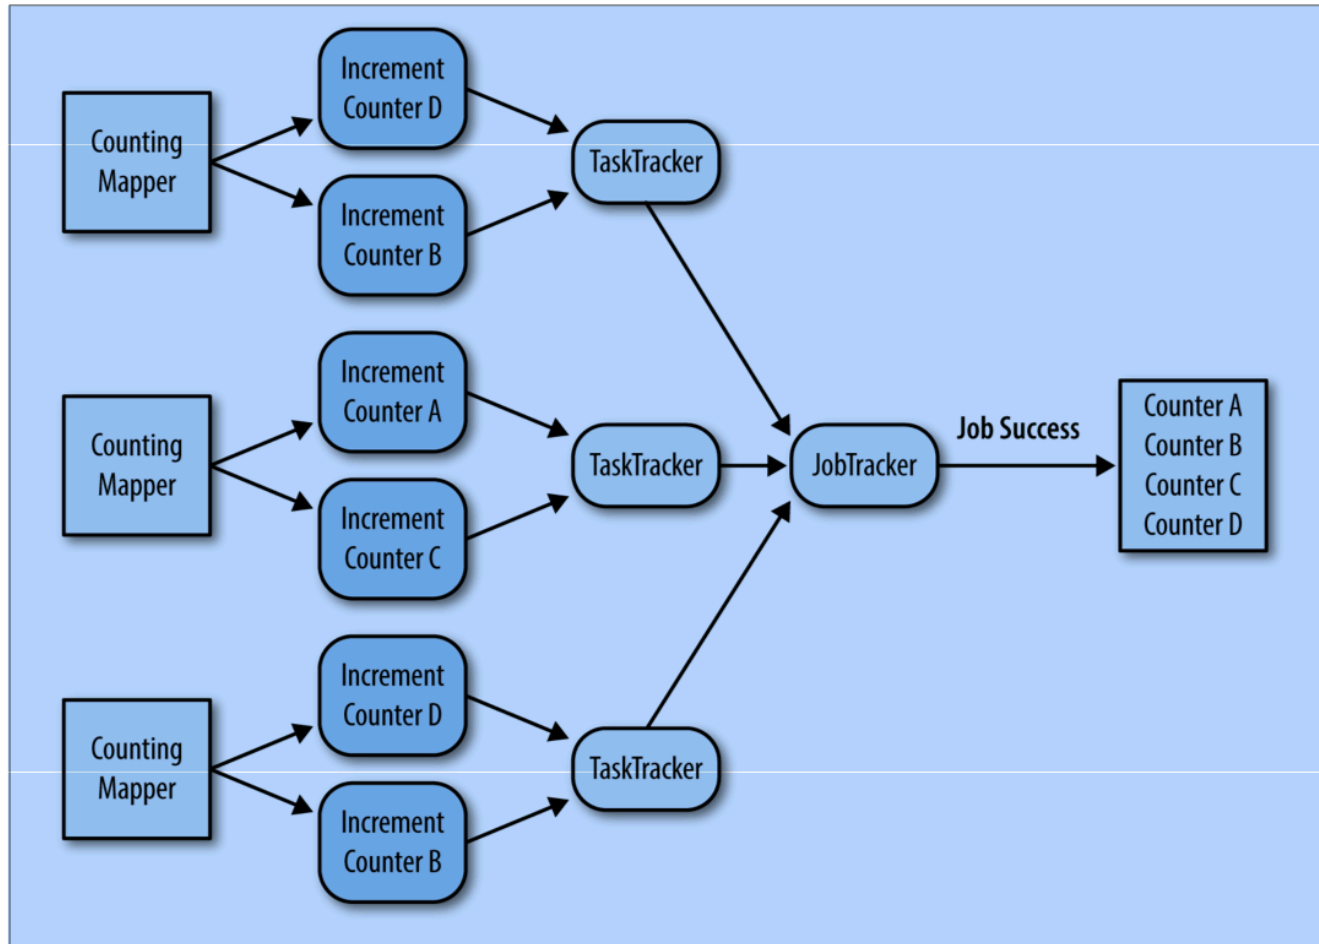 Counting
Mapper
Increment
Counter D
Increment
Counter B
TaskTracker
Counting
Mapper
Increment
Counter A
Increment
Counter C
TaskTracker
JobTracker
Job Success
Counter A
Counter B
Counter C
Counter D
Counting
Mapper
Increment
Counter D
Increment
Counter B
TaskTracker